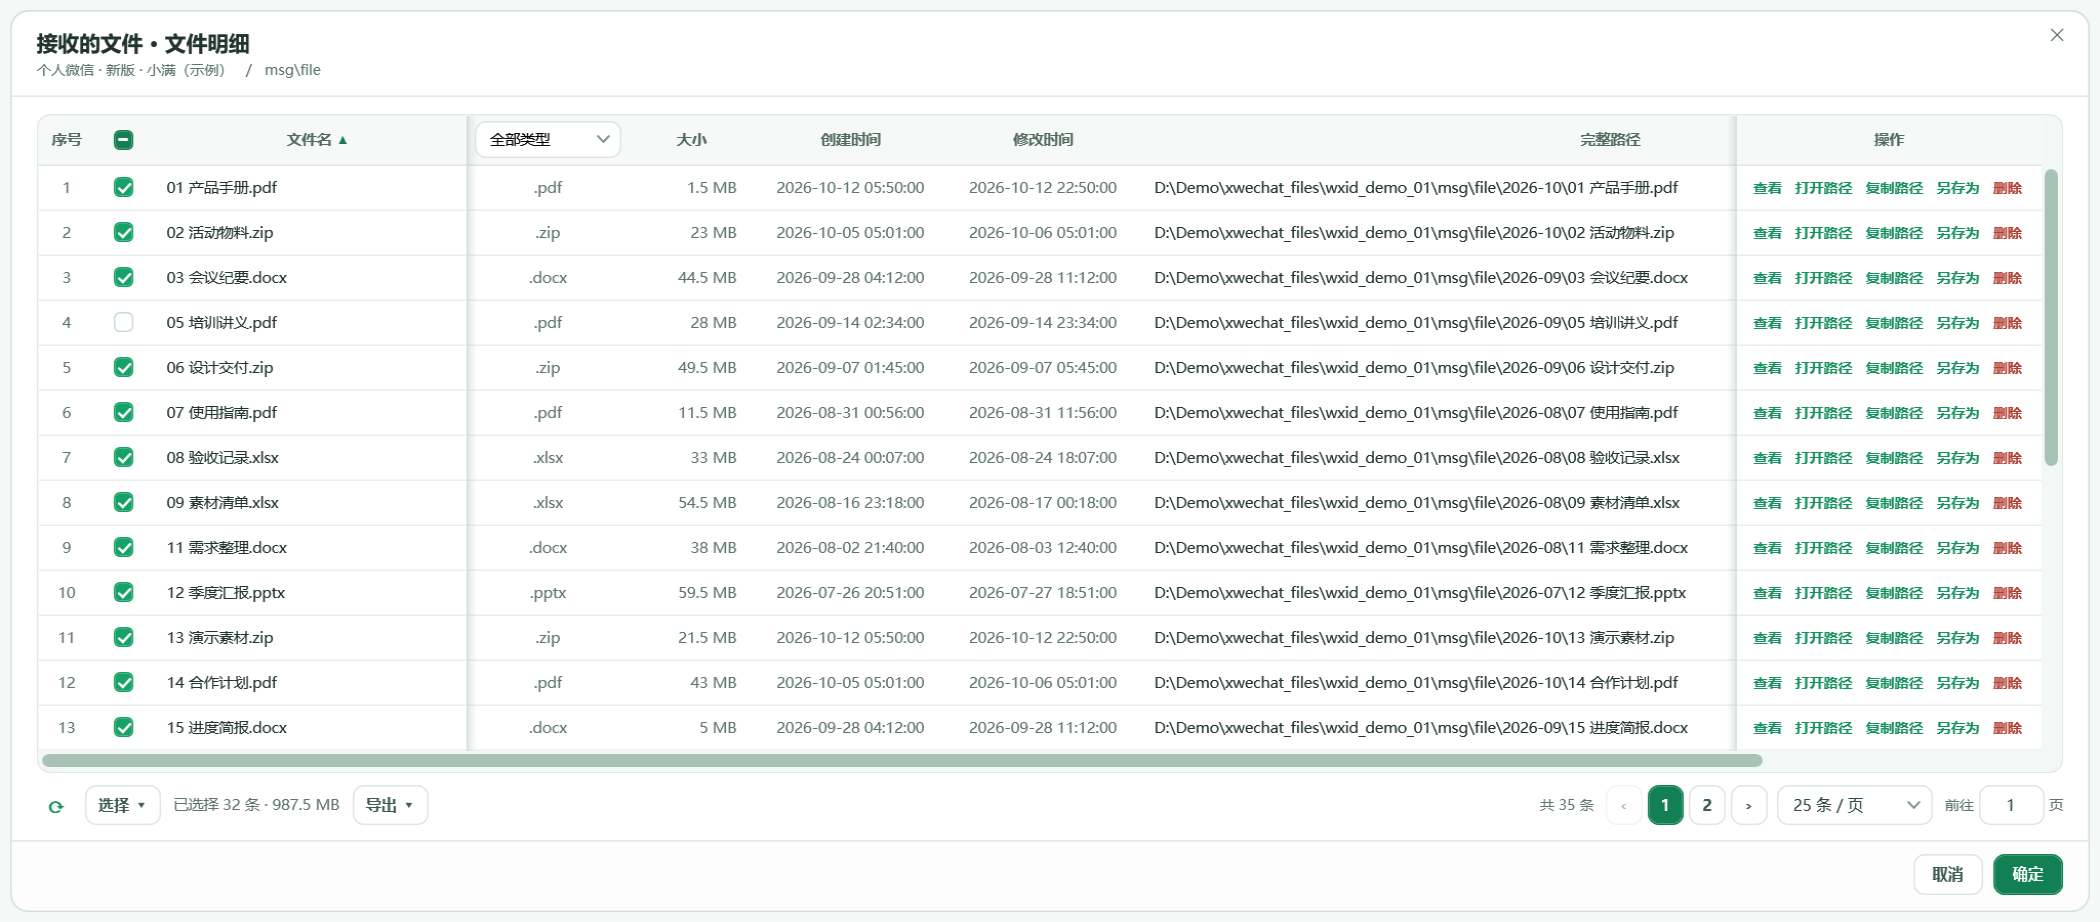 接收的文件 • 文件明细
个人微信 · 新版 · 小满（示例） / msg\file
序号 文件名 ▲ 全部类型 大小 创建时间 修改时间 完整路径 操作
1 01 产品手册.pdf .pdf 1.5 MB 2026-10-12 05:50:00 2026-10-12 22:50:00 D:\Demo\xwechat_files\wxid_demo_01\msg\file\2026-10\01 产品手册.pdf 查看 打开路径 复制路径 另存为 删除
2 02 活动物料.zip .zip 23 MB 2026-10-05 05:01:00 2026-10-06 05:01:00 D:\Demo\xwechat_files\wxid_demo_01\msg\file\2026-10\02 活动物料.zip 查看 打开路径 复制路径 另存为 删除
3 03 会议纪要.docx .docx 44.5 MB 2026-09-28 04:12:00 2026-09-28 11:12:00 D:\Demo\xwechat_files\wxid_demo_01\msg\file\2026-09\03 会议纪要.docx 查看 打开路径 复制路径 另存为 删除
4 05 培训讲义.pdf .pdf 28 MB 2026-09-14 02:34:00 2026-09-14 23:34:00 D:\Demo\xwechat_files\wxid_demo_01\msg\file\2026-09\05 培训讲义.pdf 查看 打开路径 复制路径 另存为 删除
5 06 设计交付.zip .zip 49.5 MB 2026-09-07 01:45:00 2026-09-07 05:45:00 D:\Demo\xwechat_files\wxid_demo_01\msg\file\2026-09\06 设计交付.zip 查看 打开路径 复制路径 另存为 删除
6 07 使用指南.pdf .pdf 11.5 MB 2026-08-31 00:56:00 2026-08-31 11:56:00 D:\Demo\xwechat_files\wxid_demo_01\msg\file\2026-08\07 使用指南.pdf 查看 打开路径 复制路径 另存为 删除
7 08 验收记录.xlsx .xlsx 33 MB 2026-08-24 00:07:00 2026-08-24 18:07:00 D:\Demo\xwechat_files\wxid_demo_01\msg\file\2026-08\08 验收记录.xlsx 查看 打开路径 复制路径 另存为 删除
8 09 素材清单.xlsx .xlsx 54.5 MB 2026-08-16 23:18:00 2026-08-17 00:18:00 D:\Demo\xwechat_files\wxid_demo_01\msg\file\2026-08\09 素材清单.xlsx 查看 打开路径 复制路径 另存为 删除
9 11 需求整理.docx .docx 38 MB 2026-08-02 21:40:00 2026-08-03 12:40:00 D:\Demo\xwechat_files\wxid_demo_01\msg\file\2026-08\11 需求整理.docx 查看 打开路径 复制路径 另存为 删除
10 12 季度汇报.pptx .pptx 59.5 MB 2026-07-26 20:51:00 2026-07-27 18:51:00 D:\Demo\xwechat_files\wxid_demo_01\msg\file\2026-07\12 季度汇报.pptx 查看 打开路径 复制路径 另存为 删除
11 13 演示素材.zip .zip 21.5 MB 2026-10-12 05:50:00 2026-10-12 22:50:00 D:\Demo\xwechat_files\wxid_demo_01\msg\file\2026-10\13 演示素材.zip 查看 打开路径 复制路径 另存为 删除
12 14 合作计划.pdf .pdf 43 MB 2026-10-05 05:01:00 2026-10-06 05:01:00 D:\Demo\xwechat_files\wxid_demo_01\msg\file\2026-10\14 合作计划.pdf 查看 打开路径 复制路径 另存为 删除
13 15 进度简报.docx .docx 5 MB 2026-09-28 04:12:00 2026-09-28 11:12:00 D:\Demo\xwechat_files\wxid_demo_01\msg\file\2026-09\15 进度简报.docx 查看 打开路径 复制路径 另存为 删除
选择 ▼ 已选择 32 条 · 987.5 MB 导出 ▼ 共 35 条 ‹ 1 2 › 25 条 / 页 前往 1 页
取消 确定